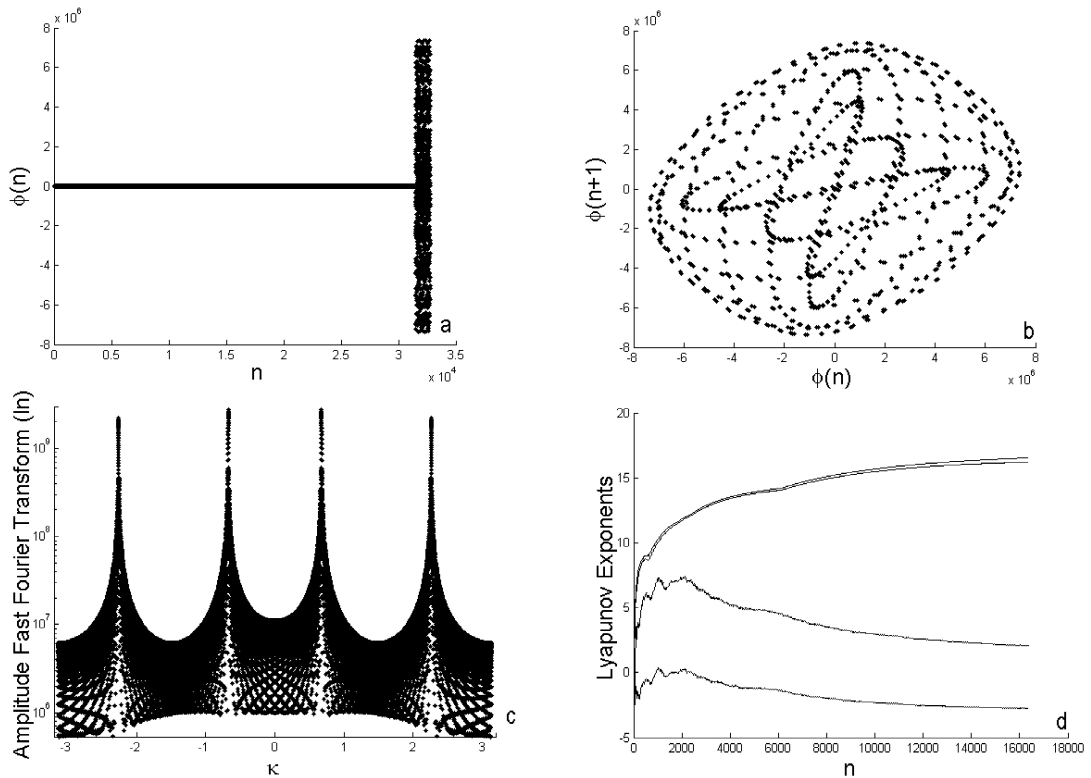 x 10⁶
8
6
4
2
0
-2
-4
-6
-8
φ(n)
0 0.5 1 1.5 2 2.5 3 3.5
x 10⁴
n
a
x 10⁶
8
6
4
2
0
-2
-4
-6
-8
φ(n+1)
-8 -6 -4 -2 0 2 4 6 8
x 10⁶
φ(n)
b
Amplitude Fast Fourier Transform (ln)
10⁹
10⁸
10⁷
10⁶
-3 -2 -1 0 1 2 3
κ
c
Lyapunov Exponents
20
15
10
5
0
-5
0 2000 4000 6000 8000 10000 12000 14000 16000 18000
n
d